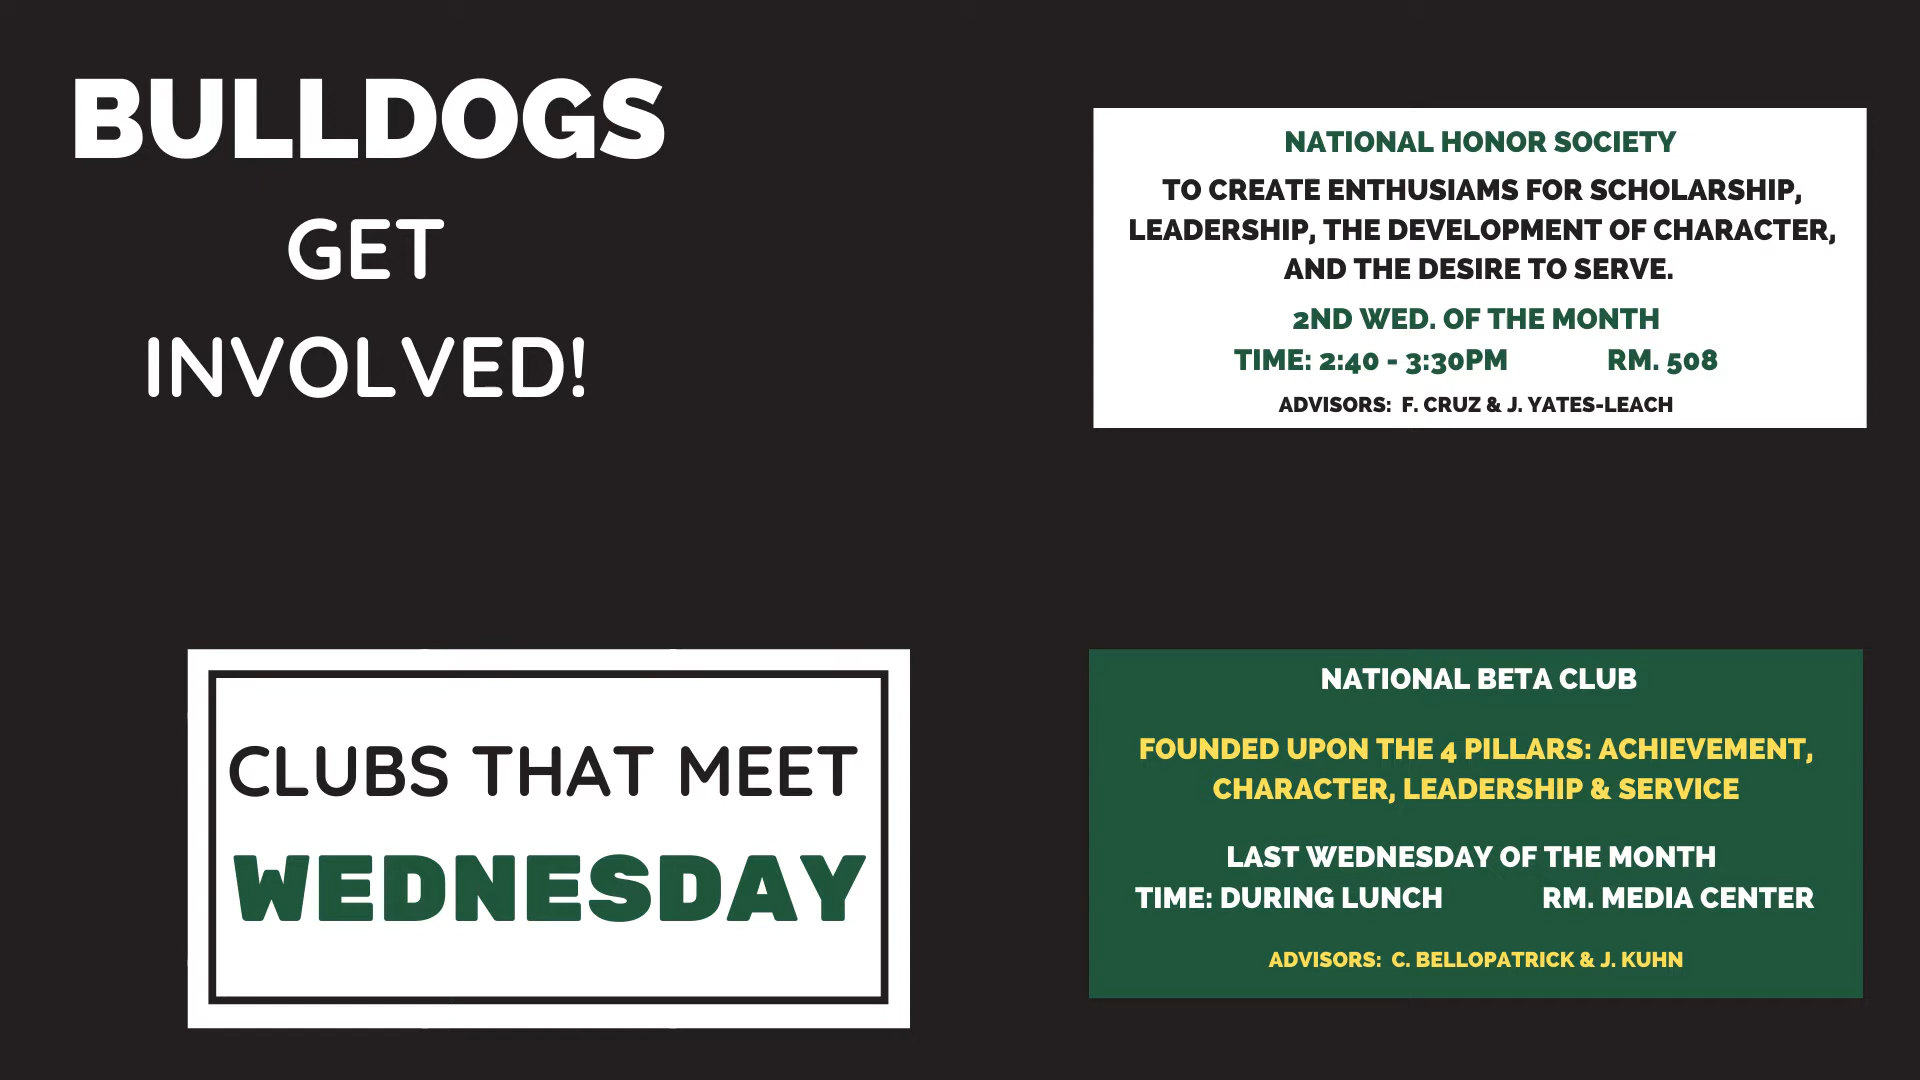 BULLDOGS
GET
INVOLVED!
CLUBS THAT MEET
WEDNESDAY
NATIONAL HONOR SOCIETY
TO CREATE ENTHUSIAMS FOR SCHOLARSHIP,
LEADERSHIP, THE DEVELOPMENT OF CHARACTER,
AND THE DESIRE TO SERVE.
2ND WED. OF THE MONTH
TIME: 2:40 - 3:30PM RM. 508
ADVISORS: F. CRUZ & J. YATES-LEACH
NATIONAL BETA CLUB
FOUNDED UPON THE 4 PILLARS: ACHIEVEMENT,
CHARACTER, LEADERSHIP & SERVICE
LAST WEDNESDAY OF THE MONTH
TIME: DURING LUNCH RM. MEDIA CENTER
ADVISORS: C. BELLOPATRICK & J. KUHN